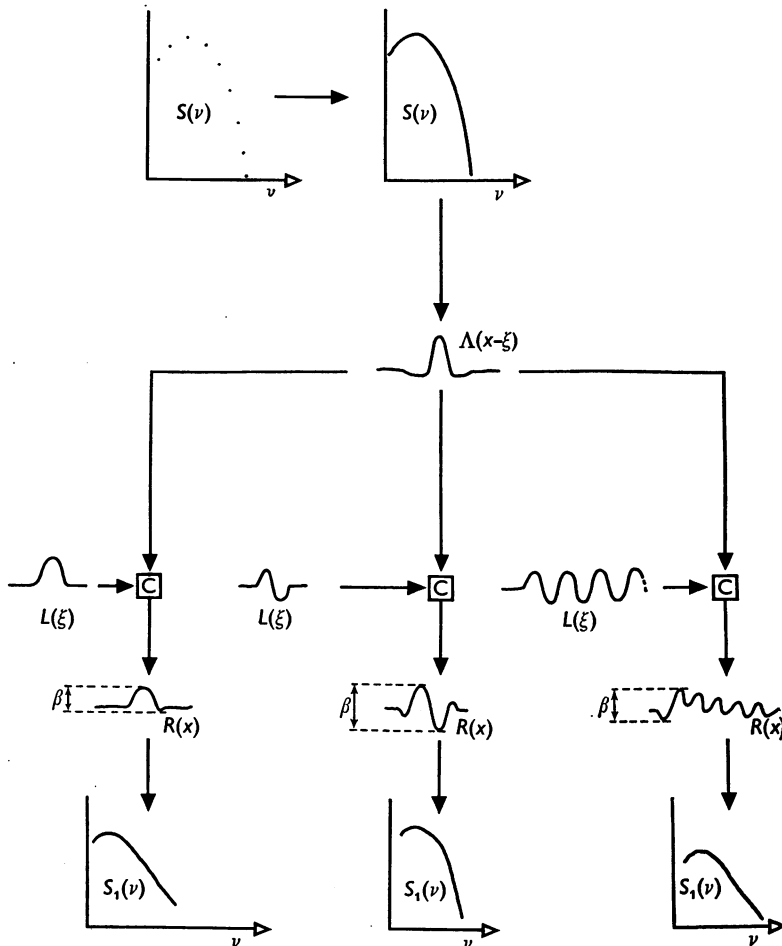 S(ν) S(ν)
ν ν
Λ(x-ξ)
C C C
L(ξ) L(ξ) L(ξ)
β β β
R(x) R(x) R(x)
S₁(ν) S₁(ν) S₁(ν)
ν ν ν